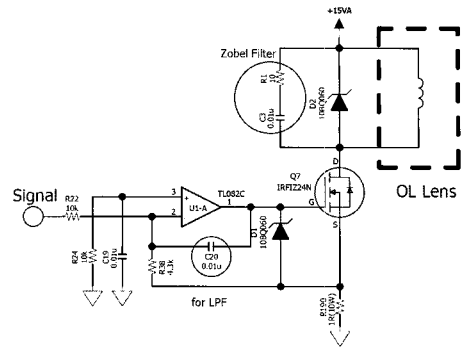 +15VA
Zobel Filter
R1
10
C3
0.01u
D2
10BQ060
OL Lens
Q7
IRFIZ24N
D
G
S
Signal
R22
10k
3
2
1
+
-
U1-A
TL082C
R24
10k
C19
0.01u
R38
4.3k
C20
0.01u
D1
10BQ060
for LPF
R190
1R(10W)